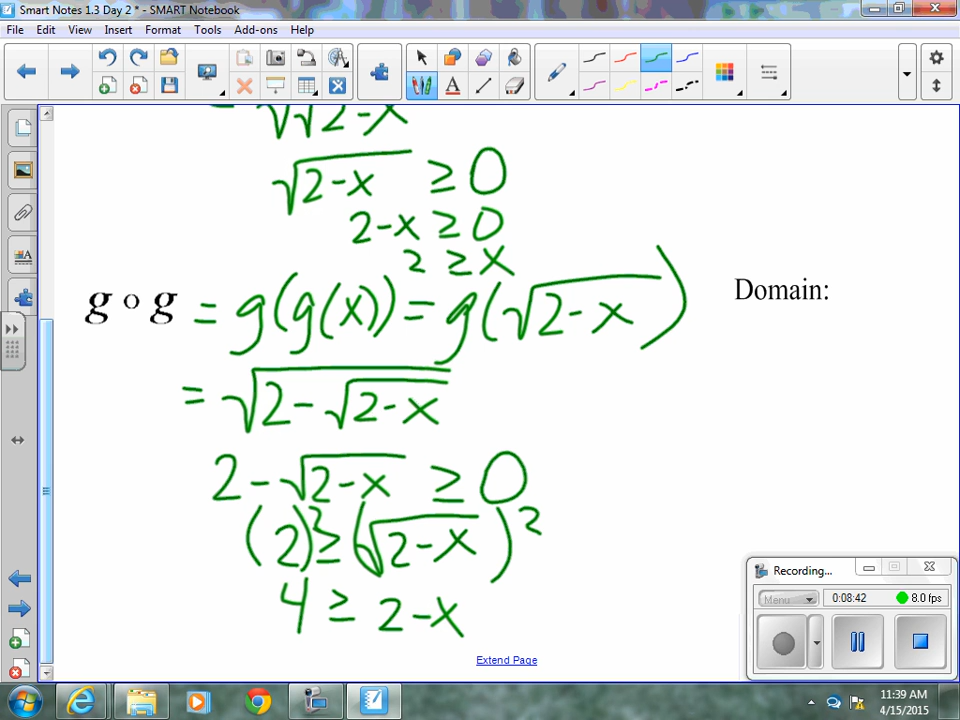 Smart Notes 1.3 Day 2 * - SMART Notebook
File Edit View Insert Format Tools Add-ons Help
= √√2-x
√2-x ≥ 0
2-x ≥ 0
2 ≥ x
g ∘ g = g(g(x)) = g(√2-x)
Domain:
= √2-√2-x
2-√2-x ≥ 0
(2)² ≥ (√2-x)²
4 ≥ 2-x
Extend Page
Recording...
Menu
0:08:42
8.0 fps
11:39 AM
4/15/2015